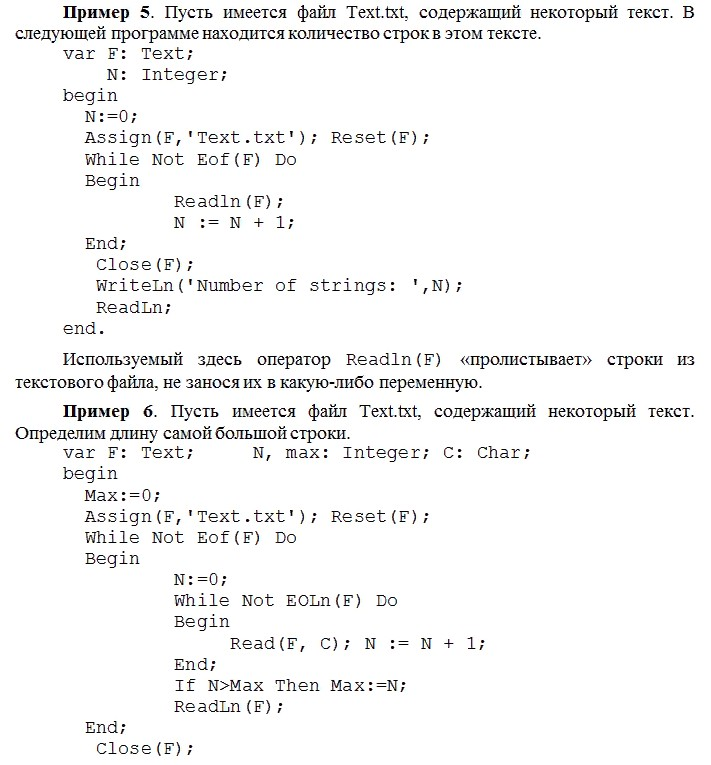 Пример 5. Пусть имеется файл Text.txt, содержащий некоторый текст. В
следующей программе находится количество строк в этом тексте.
var F: Text;
N: Integer;
begin
N:=0;
Assign(F,'Text.txt'); Reset(F);
While Not Eof(F) Do
Begin
Readln(F);
N := N + 1;
End;
Close(F);
WriteLn('Number of strings: ',N);
ReadLn;
end.
Используемый здесь оператор Readln(F) «пролистывает» строки из
текстового файла, не занося их в какую-либо переменную.
Пример 6. Пусть имеется файл Text.txt, содержащий некоторый текст.
Определим длину самой большой строки.
var F: Text; N, max: Integer; C: Char;
begin
Max:=0;
Assign(F,'Text.txt'); Reset(F);
While Not Eof(F) Do
Begin
N:=0;
While Not EOLn(F) Do
Begin
Read(F, C); N := N + 1;
End;
If N>Max Then Max:=N;
ReadLn(F);
End;
Close(F);